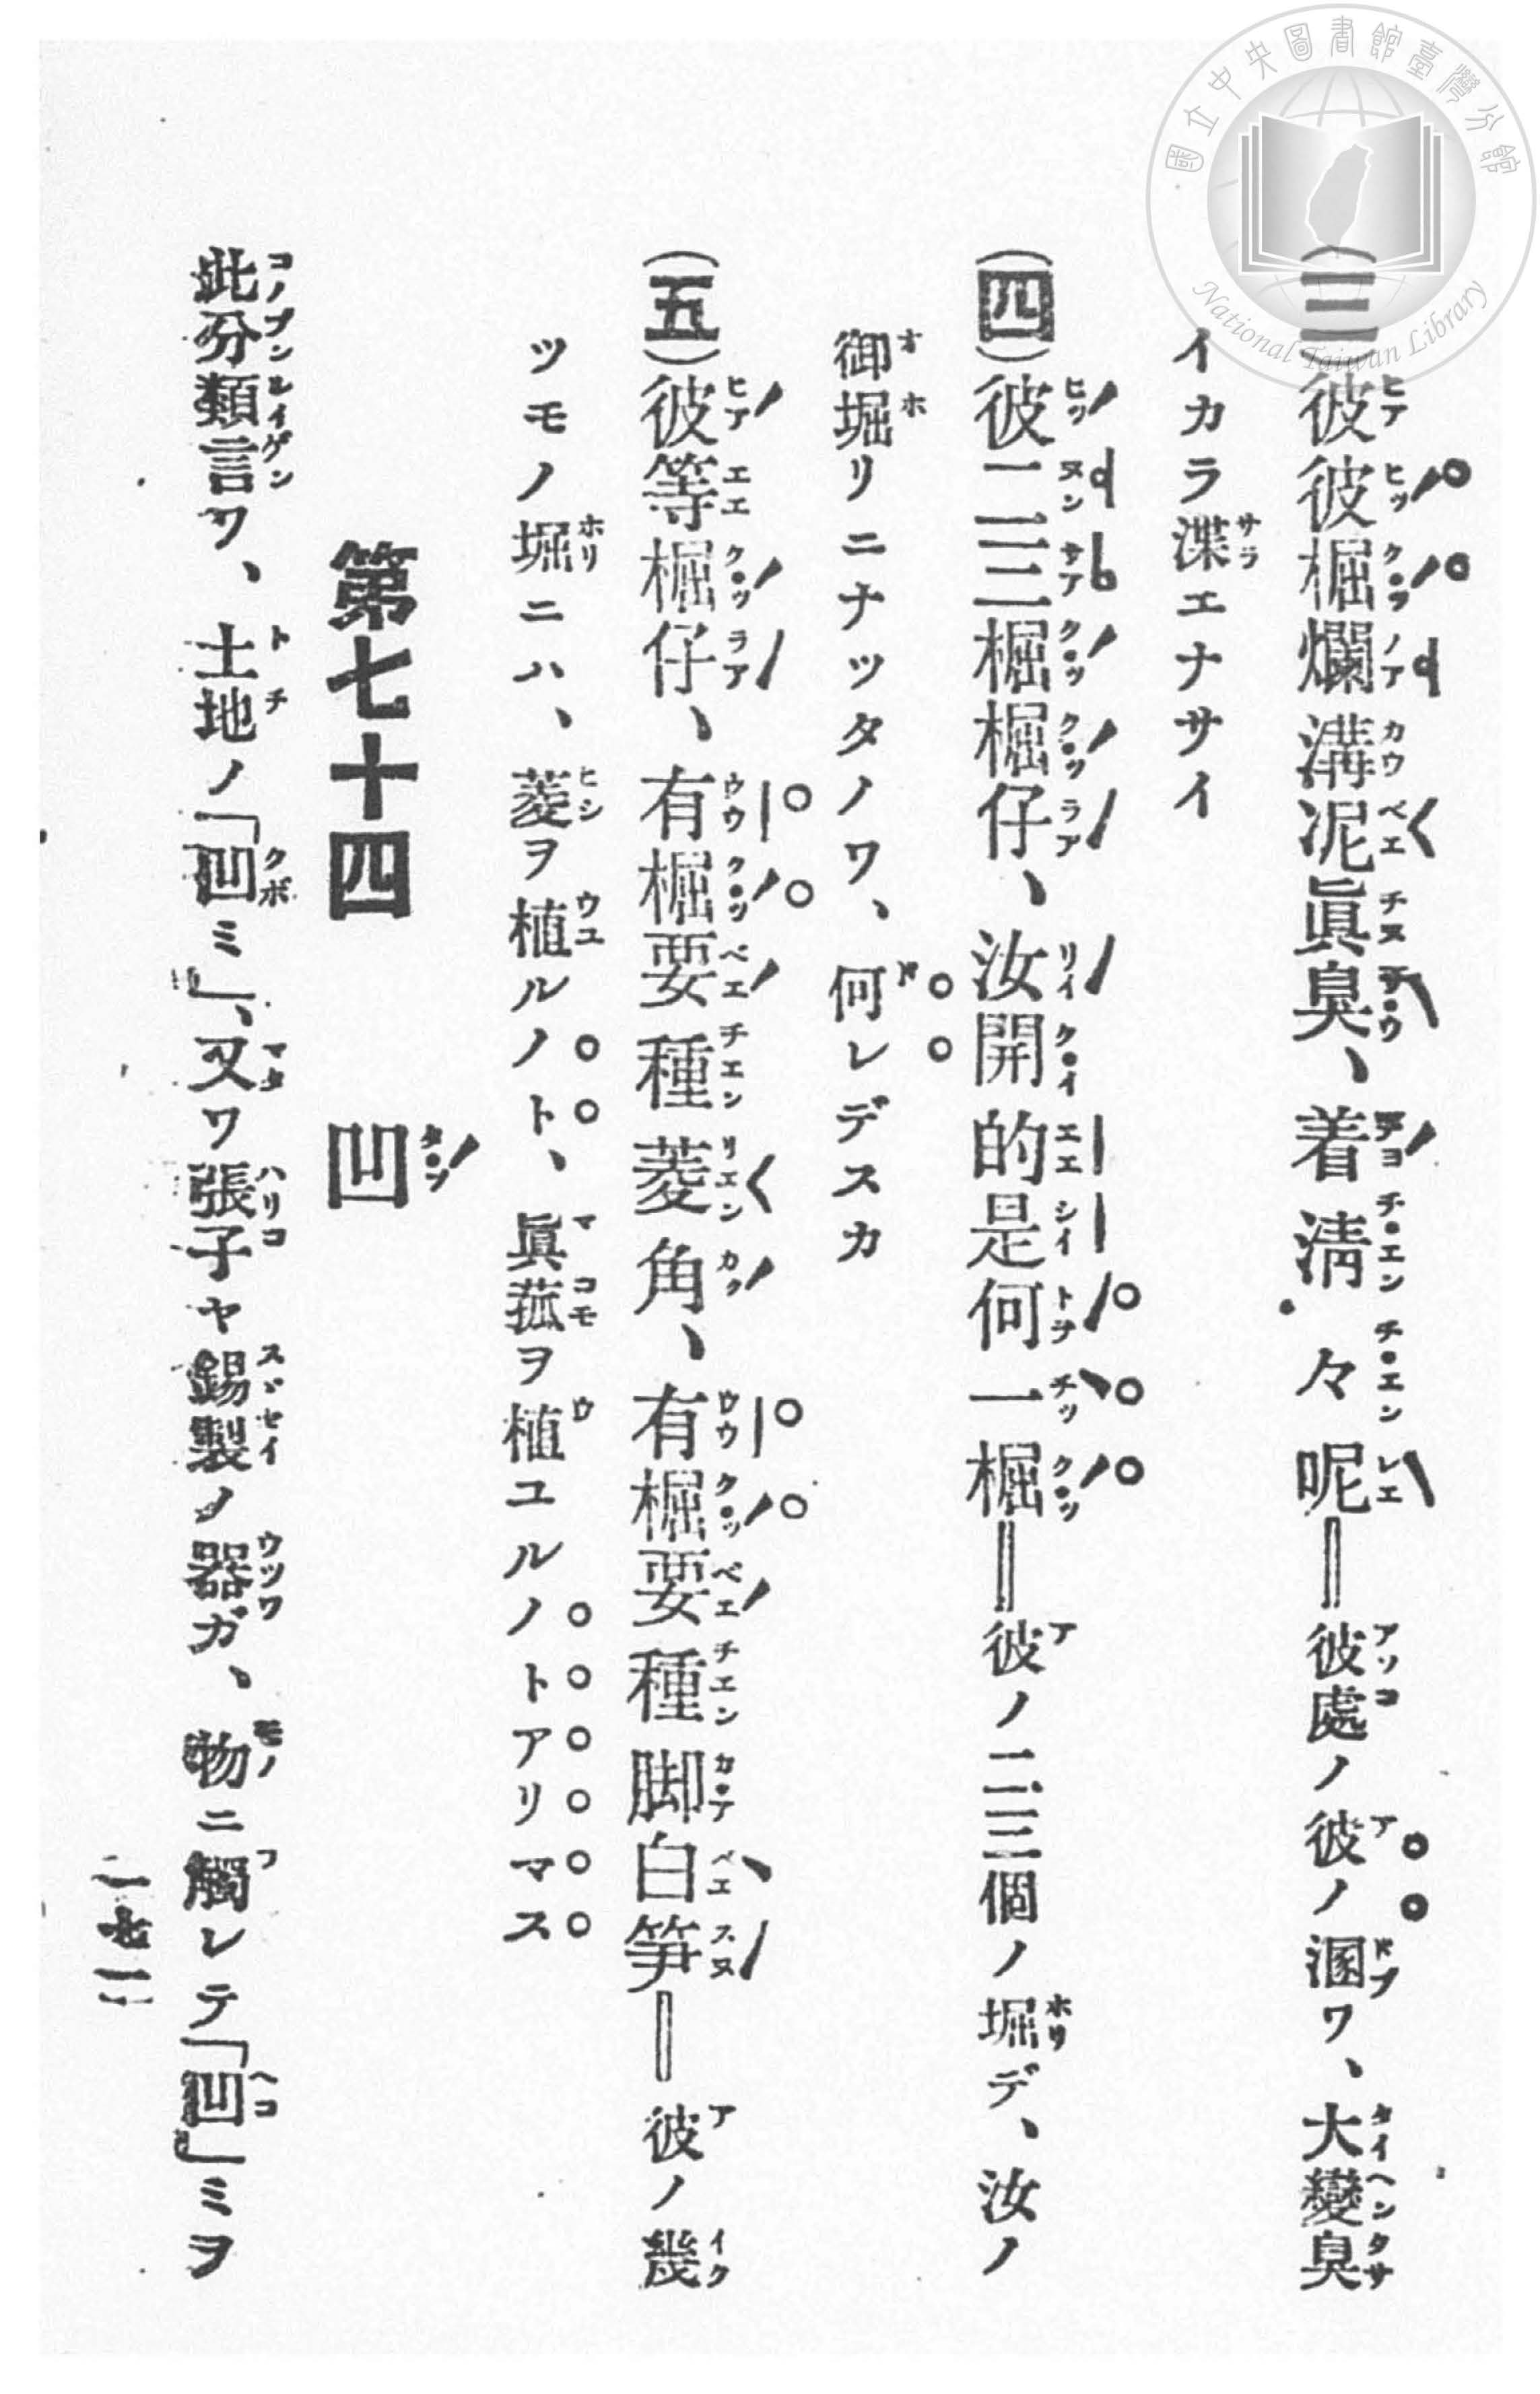 (三)彼彼堀爛溝泥眞臭、着淸々呢=彼處ノ彼ノ溷ワ、大變臭
イカラ渫エナサイ
(四)彼二三堀堀仔、汝開的是何一堀=彼ノ二三個ノ堀デ、汝ノ
御堀リニナッタノワ、何レデスカ
(五)彼等堀仔、有堀要種菱角、有堀要種脚白笋=彼ノ幾
ツモノ堀ニハ、菱ヲ植ルノト、眞菰ヲ植ユルノトアリマス
第七十四 凹
此分類言ワ、土地ノ「凹ミ」、又ワ張子ヤ錫製ノ器ガ、物ニ觸レテ「凹」ミヲ
一七一
國立中央圖書館臺灣分館
National Taiwan Library